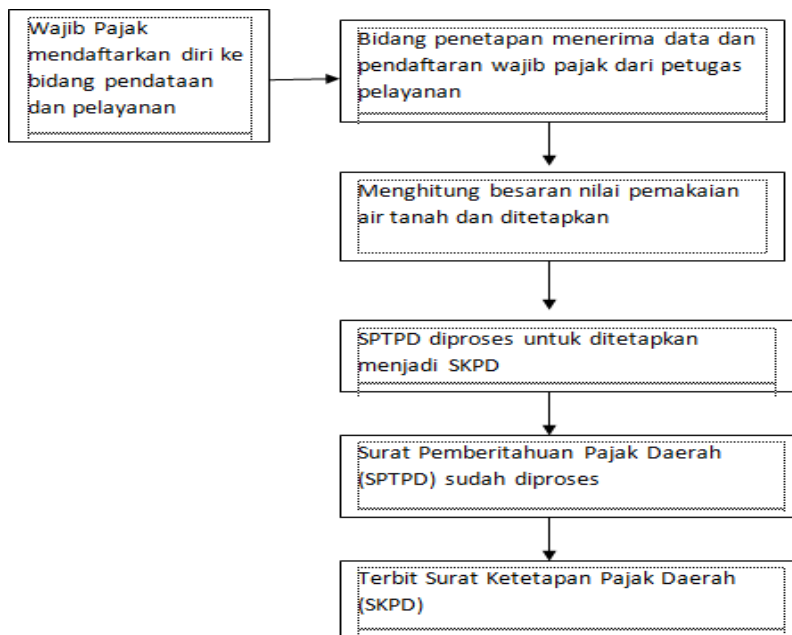 Wajib Pajak
mendaftarkan diri ke
bidang pendataan
dan pelayanan
Bidang penetapan menerima data dan
pendaftaran wajib pajak dari petugas
pelayanan
Menghitung besaran nilai pemakaian
air tanah dan ditetapkan
SPTPD diproses untuk ditetapkan
menjadi SKPD
Surat Pemberitahuan Pajak Daerah
(SPTPD) sudah diproses
Terbit Surat Ketetapan Pajak Daerah
(SKPD)